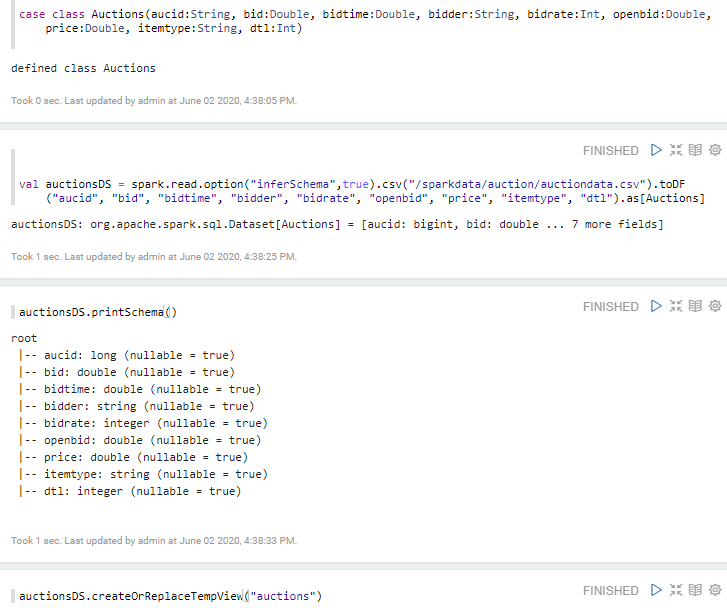 case class Auctions(aucid:String, bid:Double, bidtime:Double, bidder:String, bidrate:Int, openbid:Double,
price:Double, itemtype:String, dtl:Int)
defined class Auctions
Took 0 sec. Last updated by admin at June 02 2020, 4:38:05 PM.
FINISHED
val auctionsDS = spark.read.option("inferSchema",true).csv("/sparkdata/auction/auctiondata.csv").toDF
("aucid", "bid", "bidtime", "bidder", "bidrate", "openbid", "price", "itemtype", "dtl").as[Auctions]
auctionsDS: org.apache.spark.sql.Dataset[Auctions] = [aucid: bigint, bid: double ... 7 more fields]
Took 1 sec. Last updated by admin at June 02 2020, 4:38:25 PM.
FINISHED
auctionsDS.printSchema()
root
|-- aucid: long (nullable = true)
|-- bid: double (nullable = true)
|-- bidtime: double (nullable = true)
|-- bidder: string (nullable = true)
|-- bidrate: integer (nullable = true)
|-- openbid: double (nullable = true)
|-- price: double (nullable = true)
|-- itemtype: string (nullable = true)
|-- dtl: integer (nullable = true)
Took 1 sec. Last updated by admin at June 02 2020, 4:38:33 PM.
FINISHED
auctionsDS.createOrReplaceTempView("auctions")